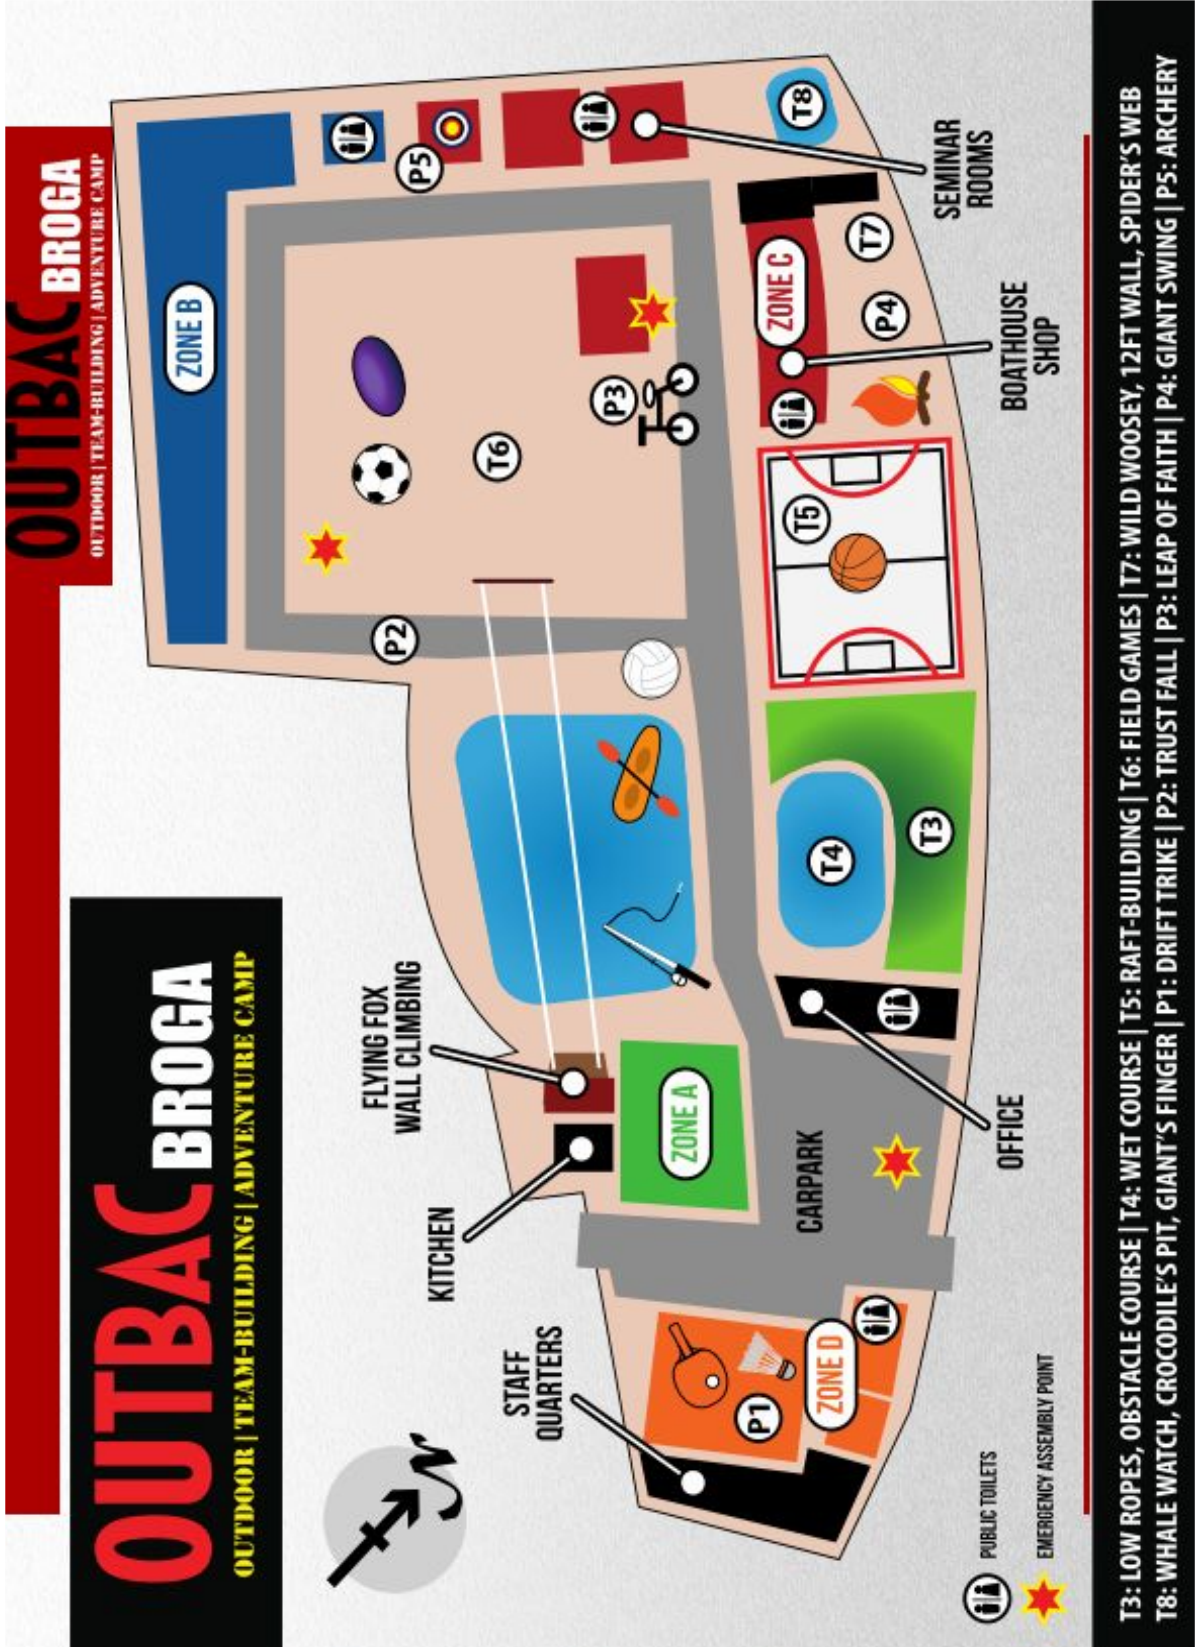 OUTBAC BROGA
OUTDOOR | TEAM-BUILDING | ADVENTURE CAMP
OUTBAC BROGA
OUTDOOR | TEAM-BUILDING | ADVENTURE CAMP
N
STAFF
QUARTERS
KITCHEN
FLYING FOX
WALL CLIMBING
P2
ZONE B
P5
T6
P3
ZONE A
P1
ZONE D
CARPARK
T4
T3
T5
ZONE C
P4
T7
T8
OFFICE
BOATHOUSE
SHOP
SEMINAR
ROOMS
PUBLIC TOILETS
EMERGENCY ASSEMBLY POINT
T3: LOW ROPES, OBSTACLE COURSE | T4: WET COURSE | T5: RAFT-BUILDING | T6: FIELD GAMES | T7: WILD WOOSEY, 12FT WALL, SPIDER'S WEB
T8: WHALE WATCH, CROCODILE'S PIT, GIANT'S FINGER | P1: DRIFT TRIKE | P2: TRUST FALL | P3: LEAP OF FAITH | P4: GIANT SWING | P5: ARCHERY